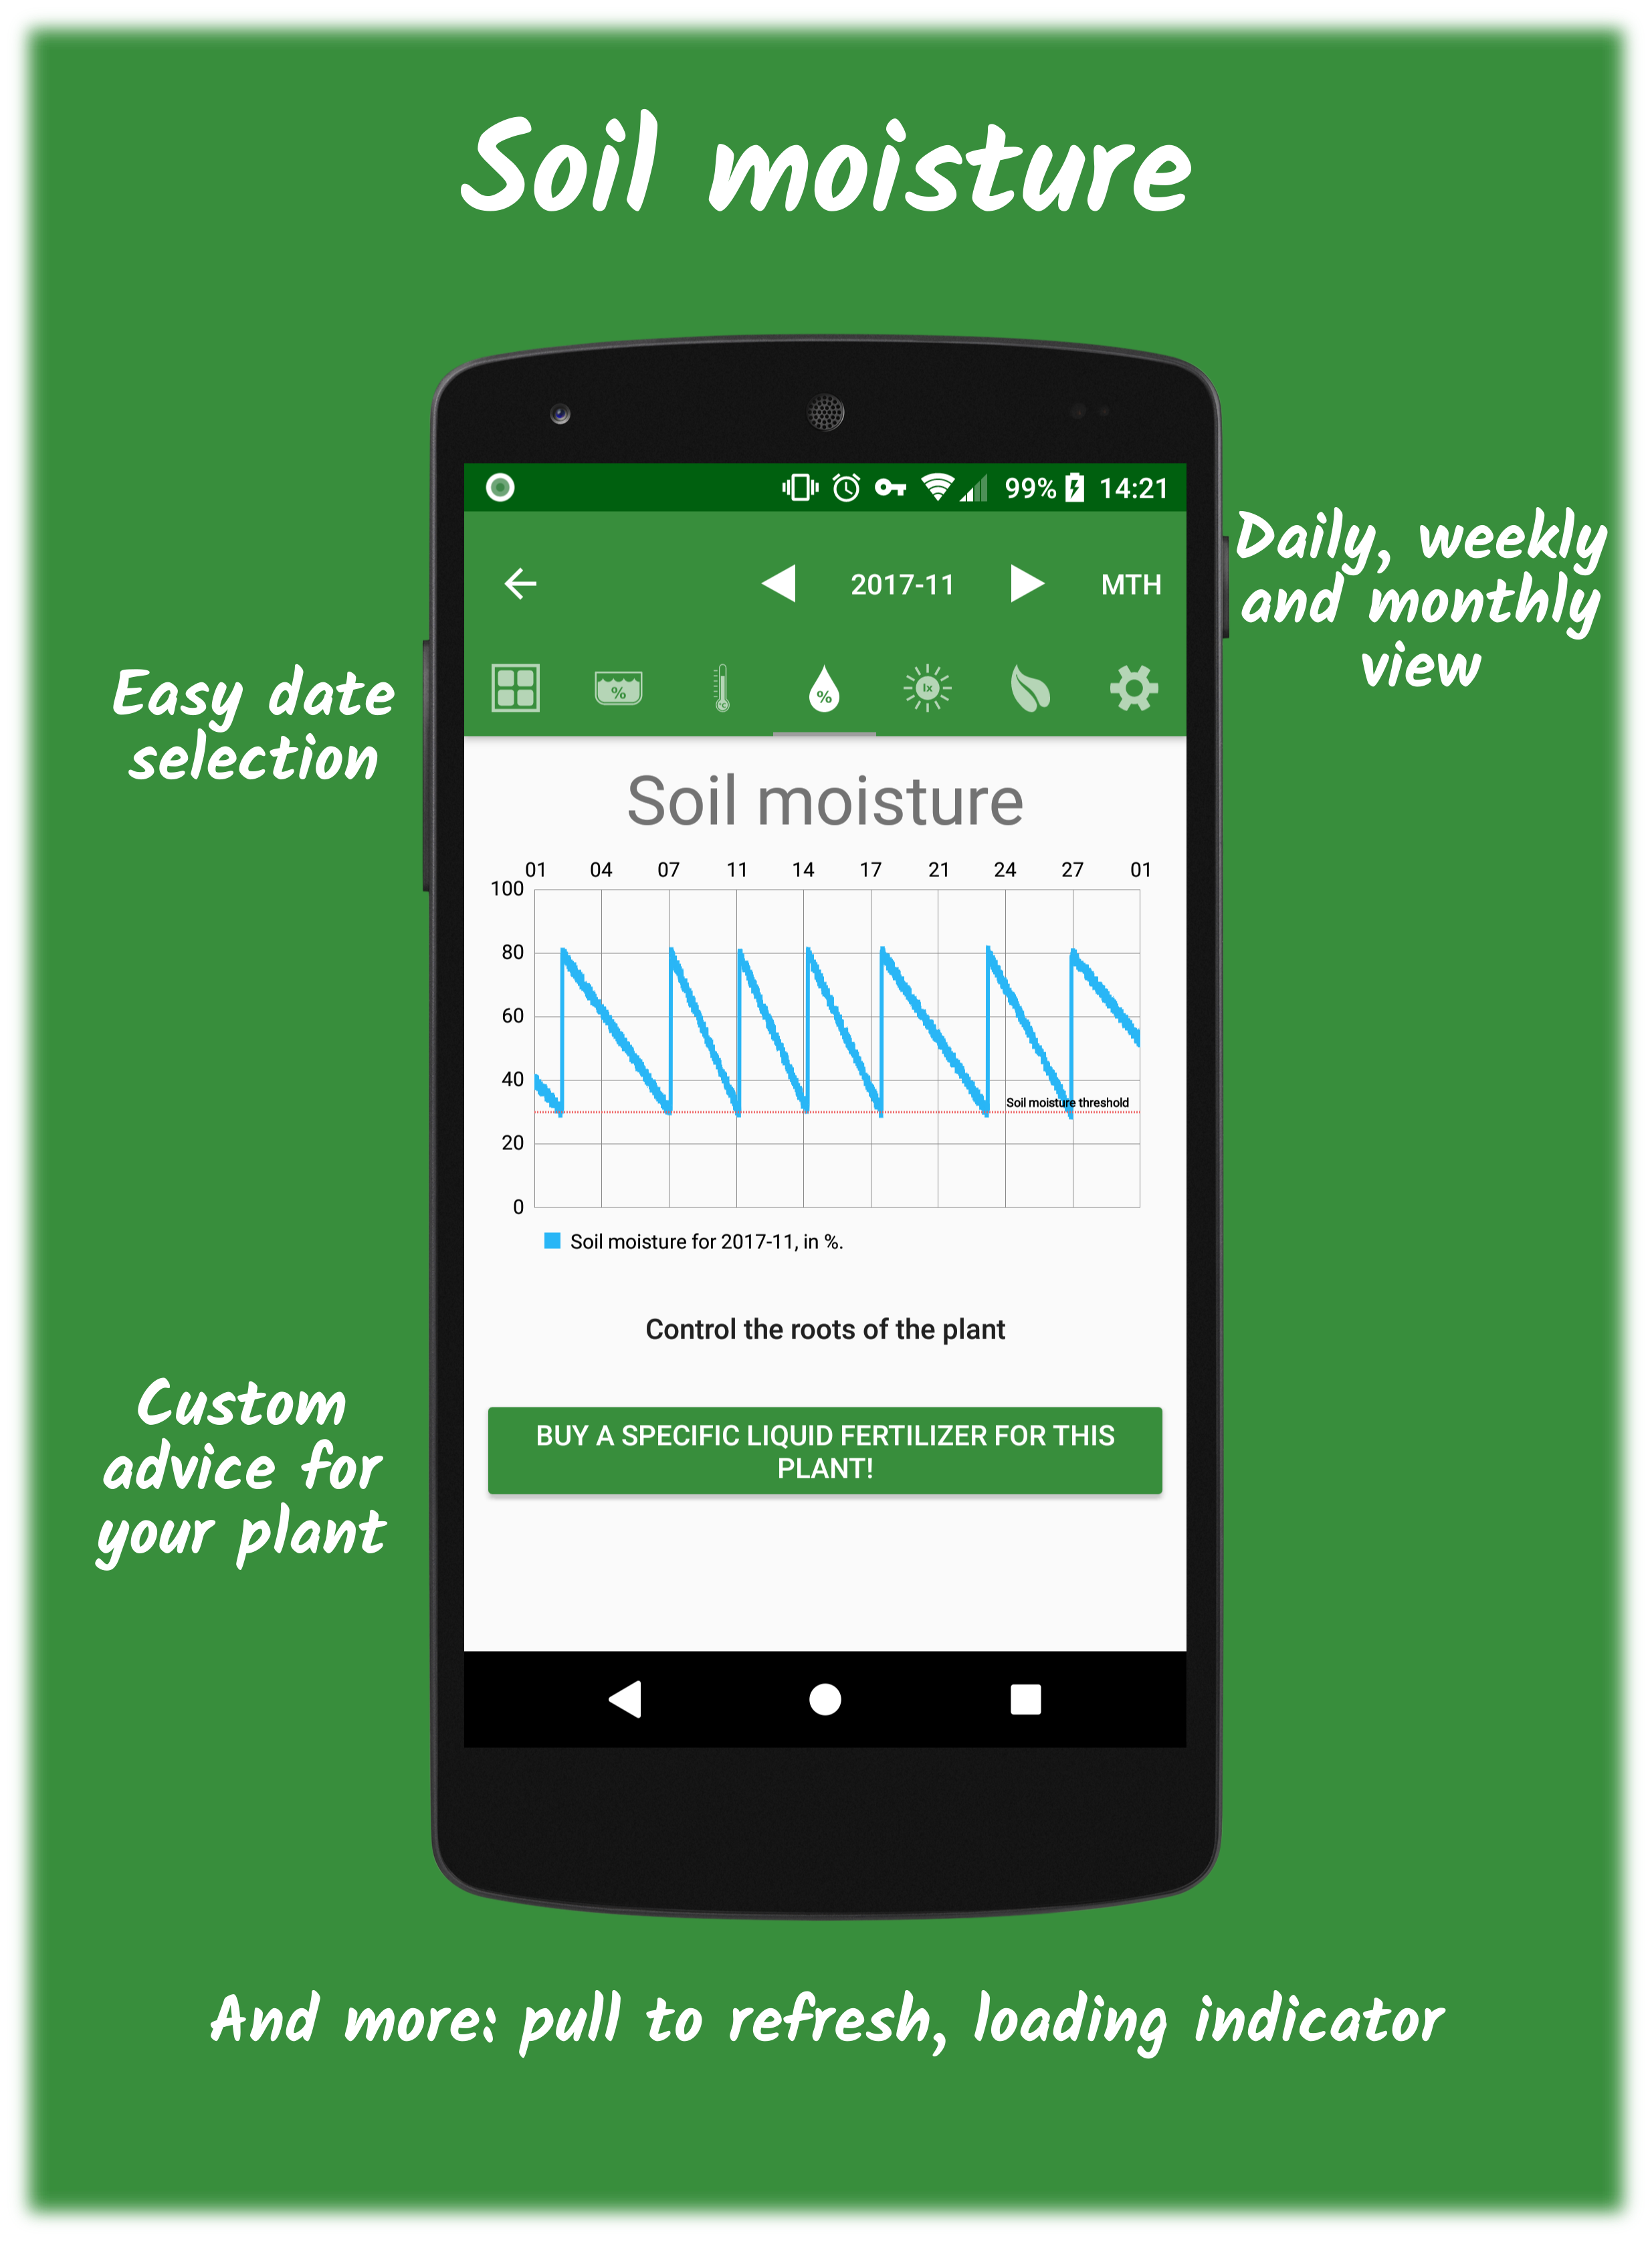 Soil moisture
99% 14:21
2017-11 MTH
Daily, weekly
and monthly
view
Easy date
selection
%
°C
%
lx
Soil moisture
01 04 07 11 14 17 21 24 27 01
100
80
60
40
Soil moisture threshold
20
0
Soil moisture for 2017-11, in %.
Control the roots of the plant
Custom
advice for
your plant
BUY A SPECIFIC LIQUID FERTILIZER FOR THIS
PLANT!
And more: pull to refresh, loading indicator